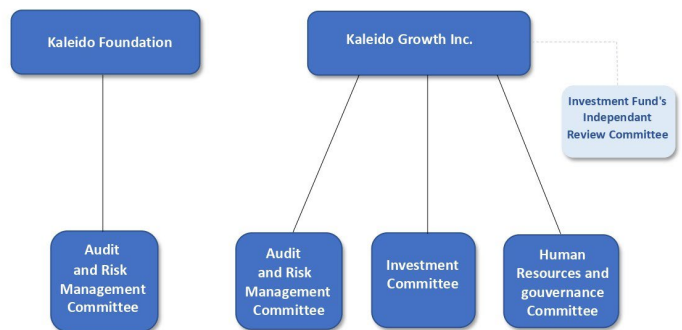 Kaleido Foundation
Kaleido Growth Inc.
Investment Fund's
Independant
Review Committee
Audit
and Risk
Management
Committee
Audit
and Risk
Management
Committee
Investment
Committee
Human
Resources and
gouvernance
Committee